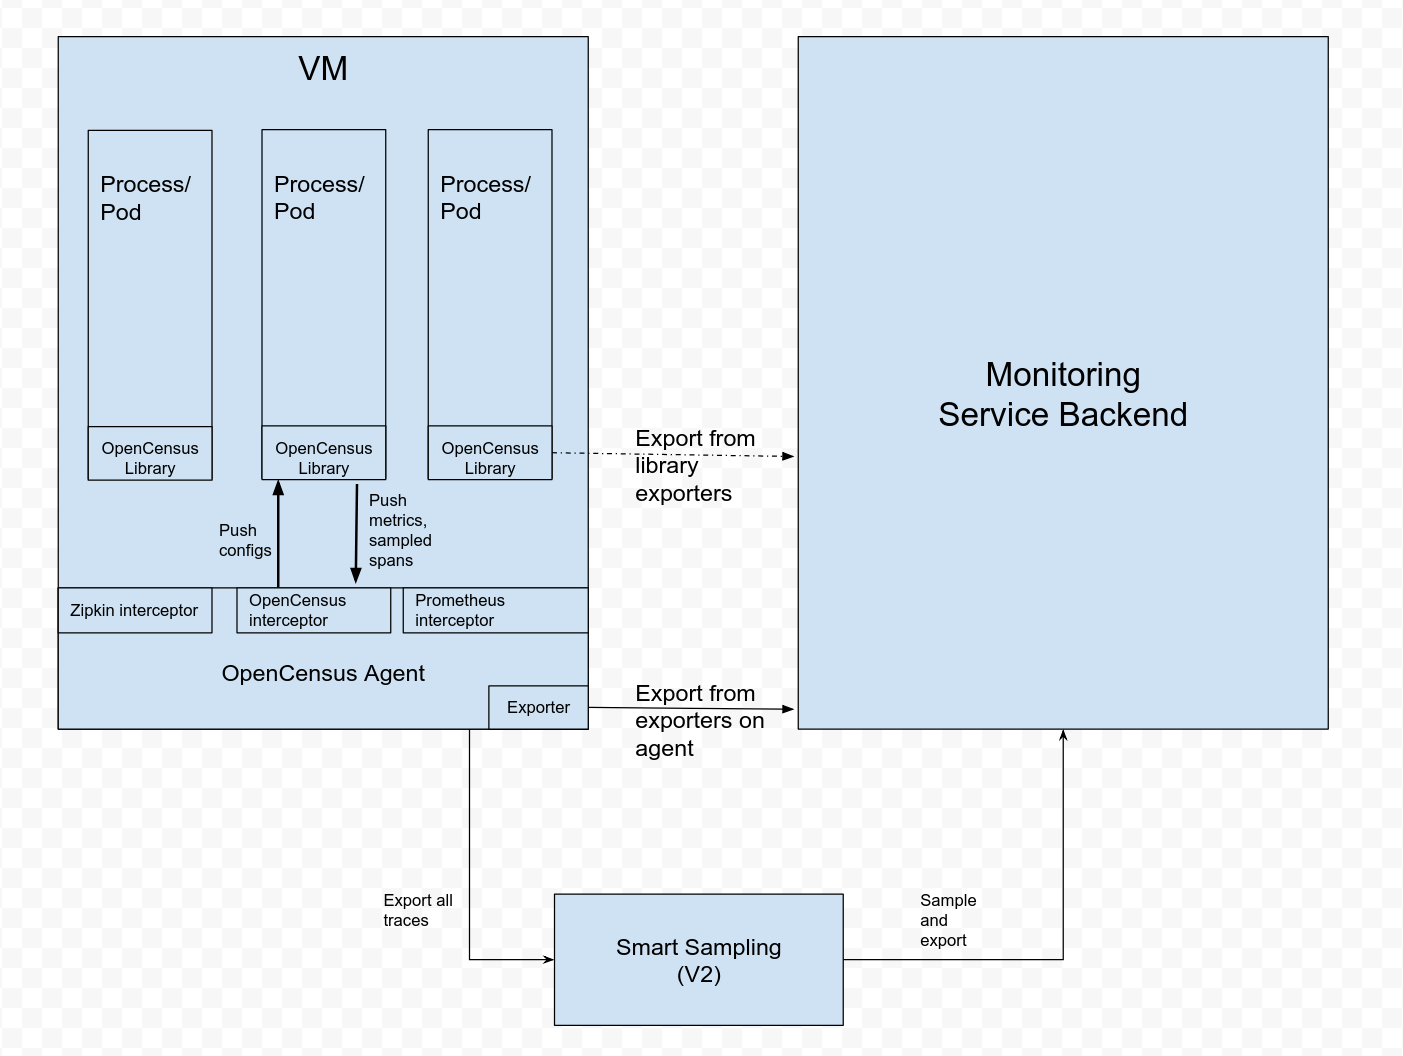 VM
Process/
Pod
Process/
Pod
Process/
Pod
OpenCensus
Library
OpenCensus
Library
OpenCensus
Library
Push
configs
Push
metrics,
sampled
spans
Zipkin interceptor
OpenCensus
interceptor
Prometheus
interceptor
OpenCensus Agent
Exporter
Export from
library
exporters
Export from
exporters on
agent
Monitoring
Service Backend
Export all
traces
Smart Sampling
(V2)
Sample
and
export